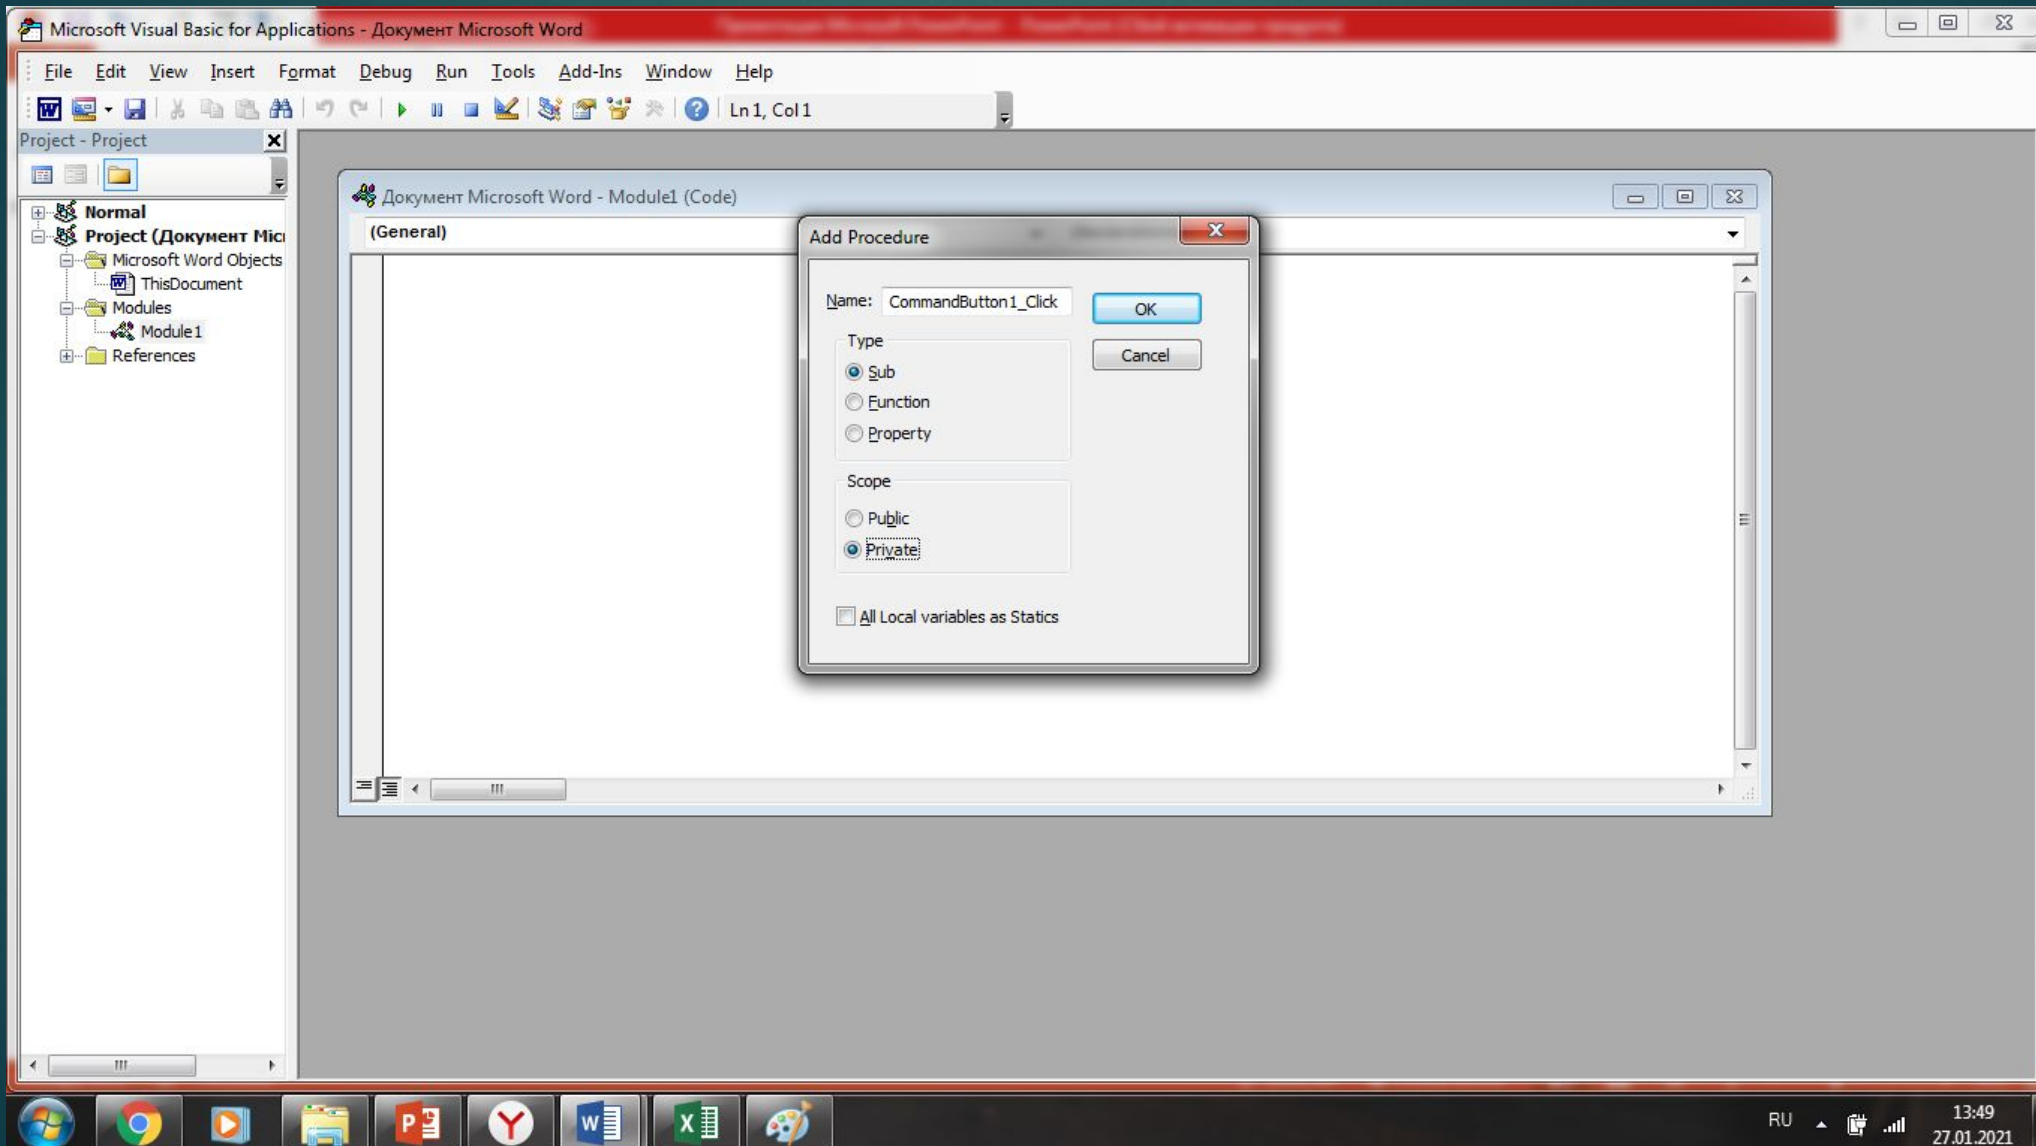 Microsoft Visual Basic for Applications - Документ Microsoft Word
File Edit View Insert Format Debug Run Tools Add-Ins Window Help
Ln 1, Col 1
Project - Project
Normal
Project (Документ Mic
Microsoft Word Objects
ThisDocument
Modules
Module1
References
Документ Microsoft Word - Module1 (Code)
(General)
Add Procedure
Name: CommandButton1_Click
OK
Cancel
Type
Sub
Function
Property
Scope
Public
Private
All Local variables as Statics
RU
13:49
27.01.2021